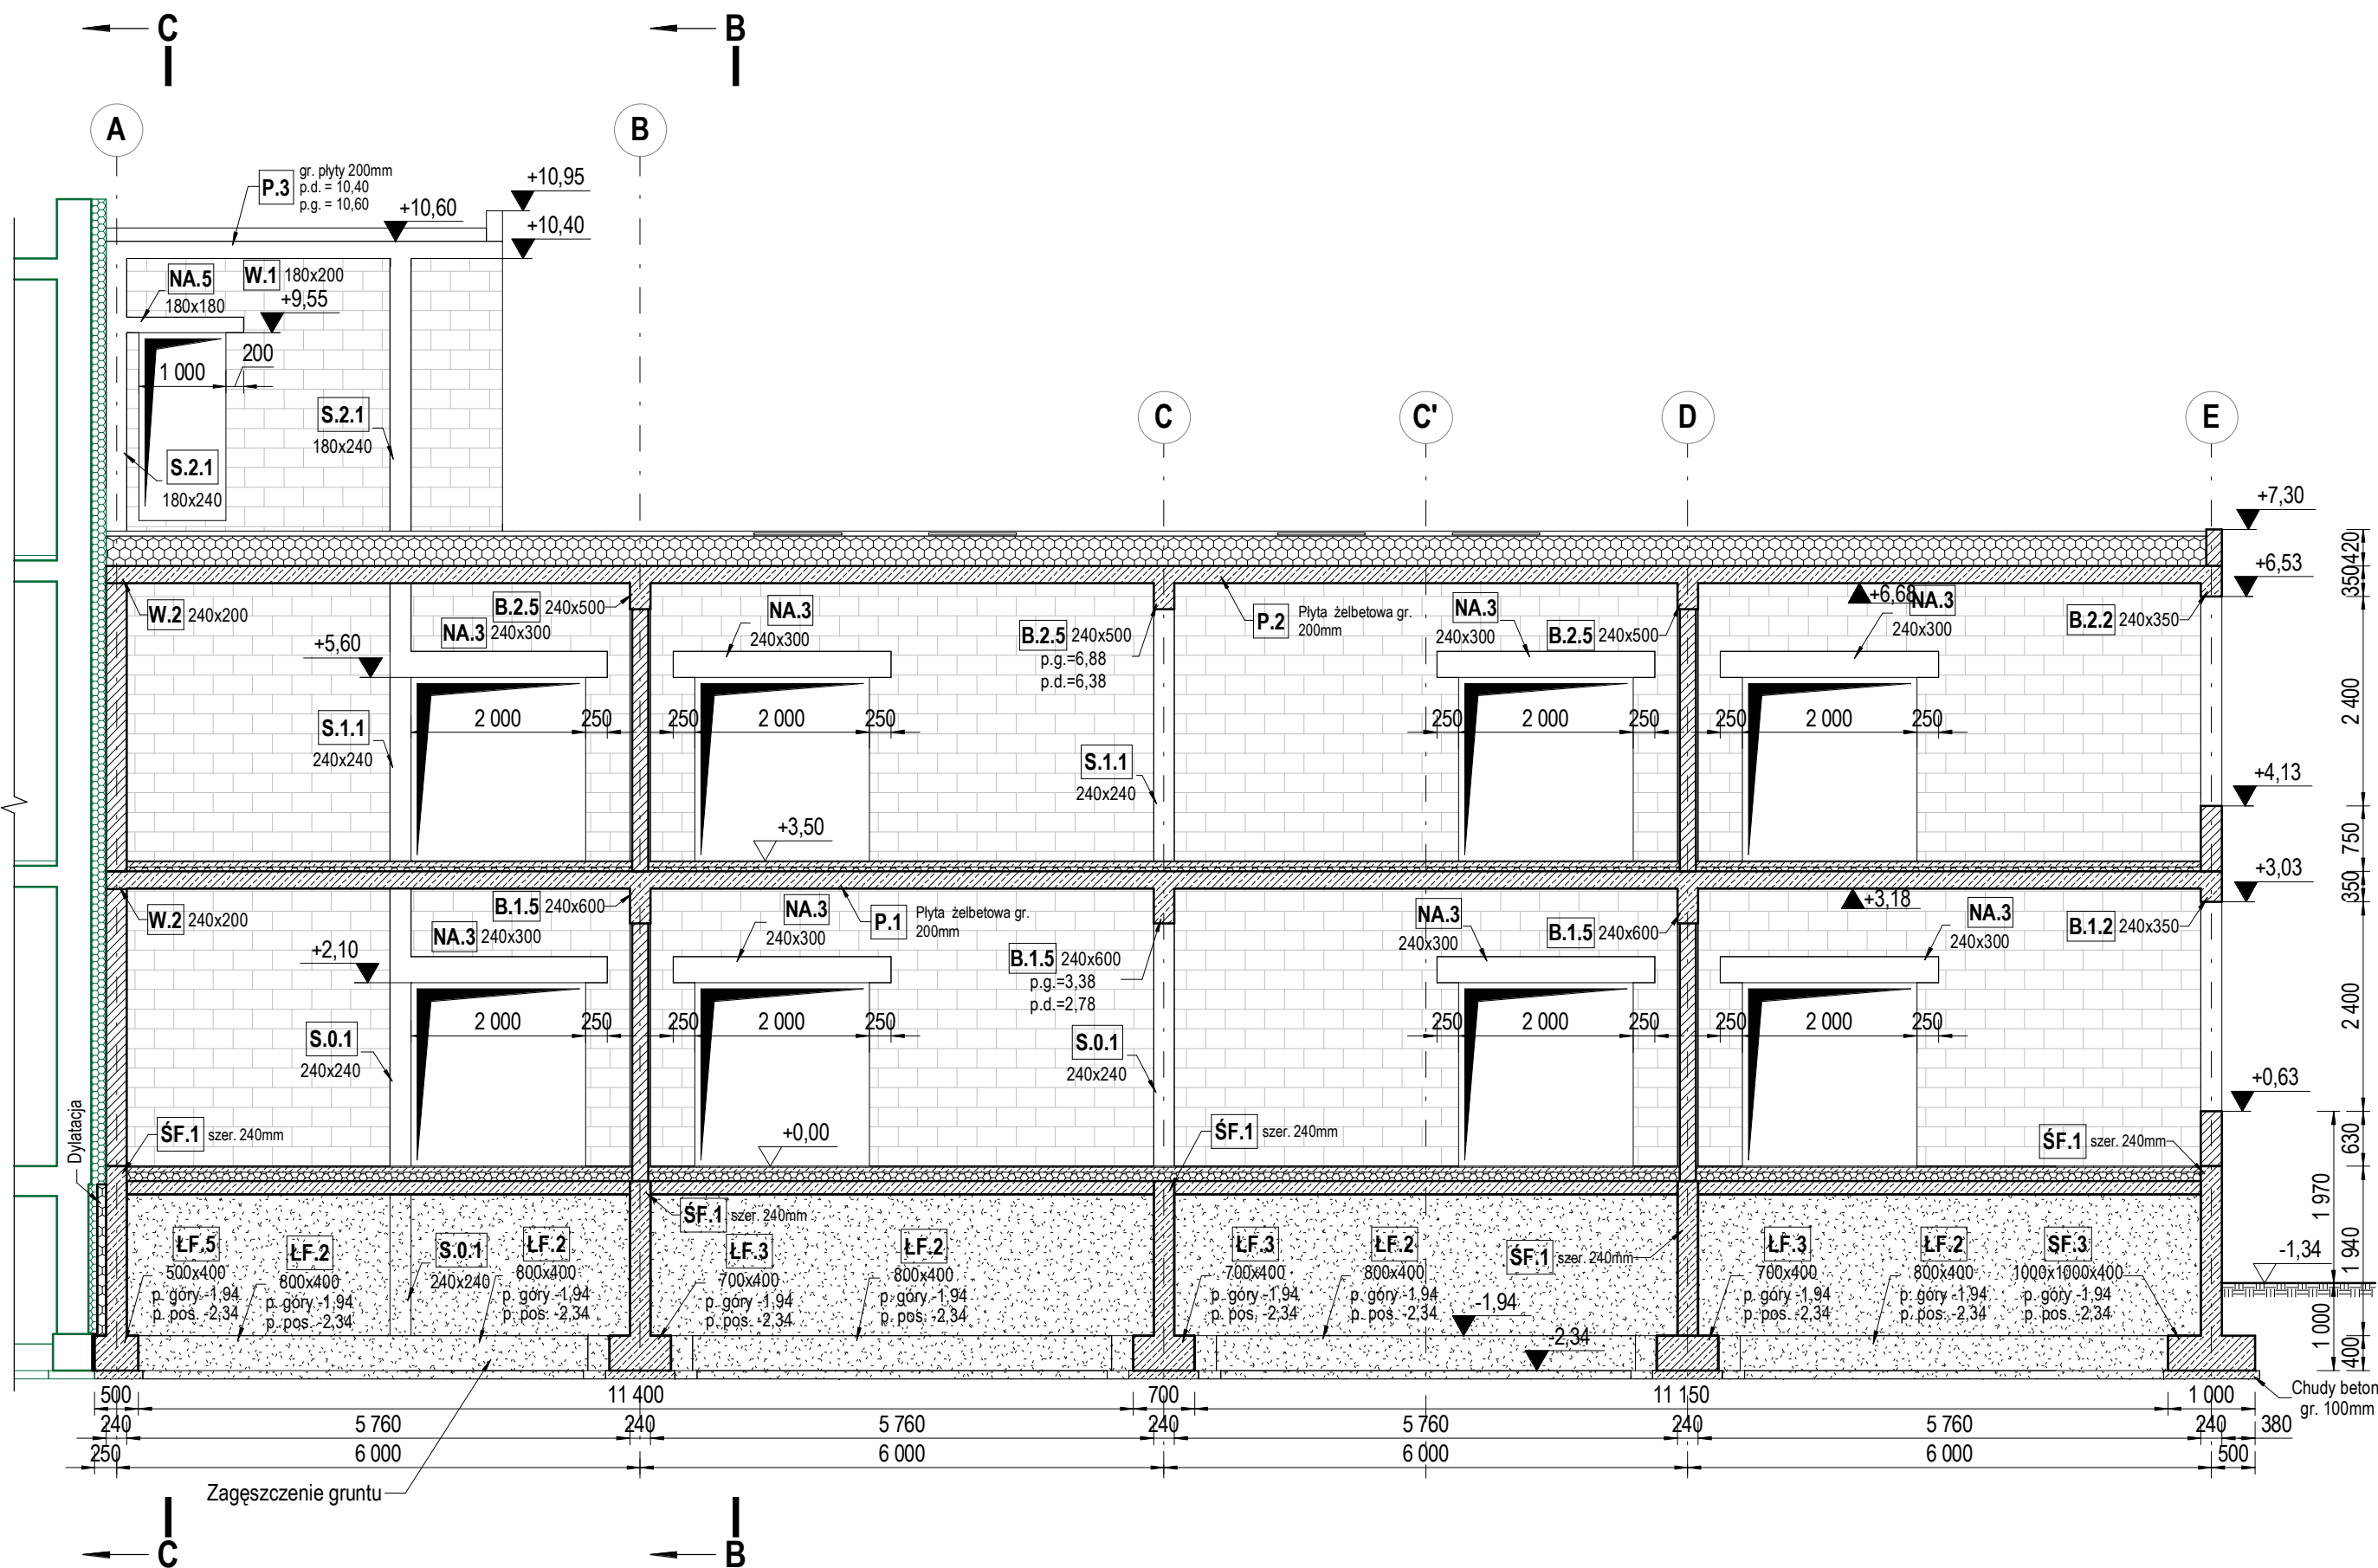 C
B
A
B
P.3
gr. płyty 200mm
p.d. = 10,40
p.g. = 10,60
+10,60
+10,95
+10,40
NA.5
180x180
W.1 180x200
+9,55
200
1 000
S.2.1
180x240
S.2.1
180x240
C
C'
D
E
+7,30
420
+6,53
350
W.2 240x200
B.2.5 240x500
NA.3 240x300
+5,60
NA.3
240x300
B.2.5 240x500
p.g.=6,88
p.d.=6,38
P.2
Płyta żelbetowa gr.
200mm
NA.3
240x300
B.2.5 240x500
+6,68
NA.3
240x300
B.2.2 240x350
S.1.1
240x240
2 000
250
250
2 000
250
S.1.1
240x240
250
2 000
250
250
2 000
250
2 400
+4,13
+3,50
750
+3,03
350
W.2 240x200
B.1.5 240x600
NA.3 240x300
+2,10
NA.3
240x300
P.1
Płyta żelbetowa gr.
200mm
B.1.5 240x600
p.g.=3,38
p.d.=2,78
NA.3
240x300
B.1.5 240x600
+3,18
NA.3
240x300
B.1.2 240x350
S.0.1
240x240
2 000
250
250
2 000
250
S.0.1
240x240
250
2 000
250
250
2 000
250
2 400
+0,63
Dylatacja
ŚF.1 szer. 240mm
+0,00
ŚF.1 szer. 240mm
ŚF.1 szer. 240mm
630
ŚF.1 szer. 240mm
ŚF.1 szer. 240mm
1 970
1 940
-1,34
ŁF.5
500x400
p. góry -1,94
p. pos. -2,34
ŁF.2
800x400
p. góry -1,94
p. pos. -2,34
S.0.1
240x240
ŁF.2
800x400
p. góry -1,94
p. pos. -2,34
ŁF.3
700x400
p. góry -1,94
p. pos. -2,34
ŁF.2
800x400
p. góry -1,94
p. pos. -2,34
ŁF.3
700x400
p. góry -1,94
p. pos. -2,34
ŁF.2
800x400
p. góry -1,94
p. pos. -2,34
-1,94
-2,34
ŁF.3
700x400
p. góry -1,94
p. pos. -2,34
ŁF.2
800x400
p. góry -1,94
p. pos. -2,34
SF.3
1000x1000x400
p. góry -1,94
p. pos. -2,34
1 000
400
Chudy beton
gr. 100mm
500 11 400 700 11 150 1 000
240 5 760 240 5 760 240 5 760 240 5 760 240 380
250 6 000 6 000 6 000 6 000 500
Zagęszczenie gruntu
C
B